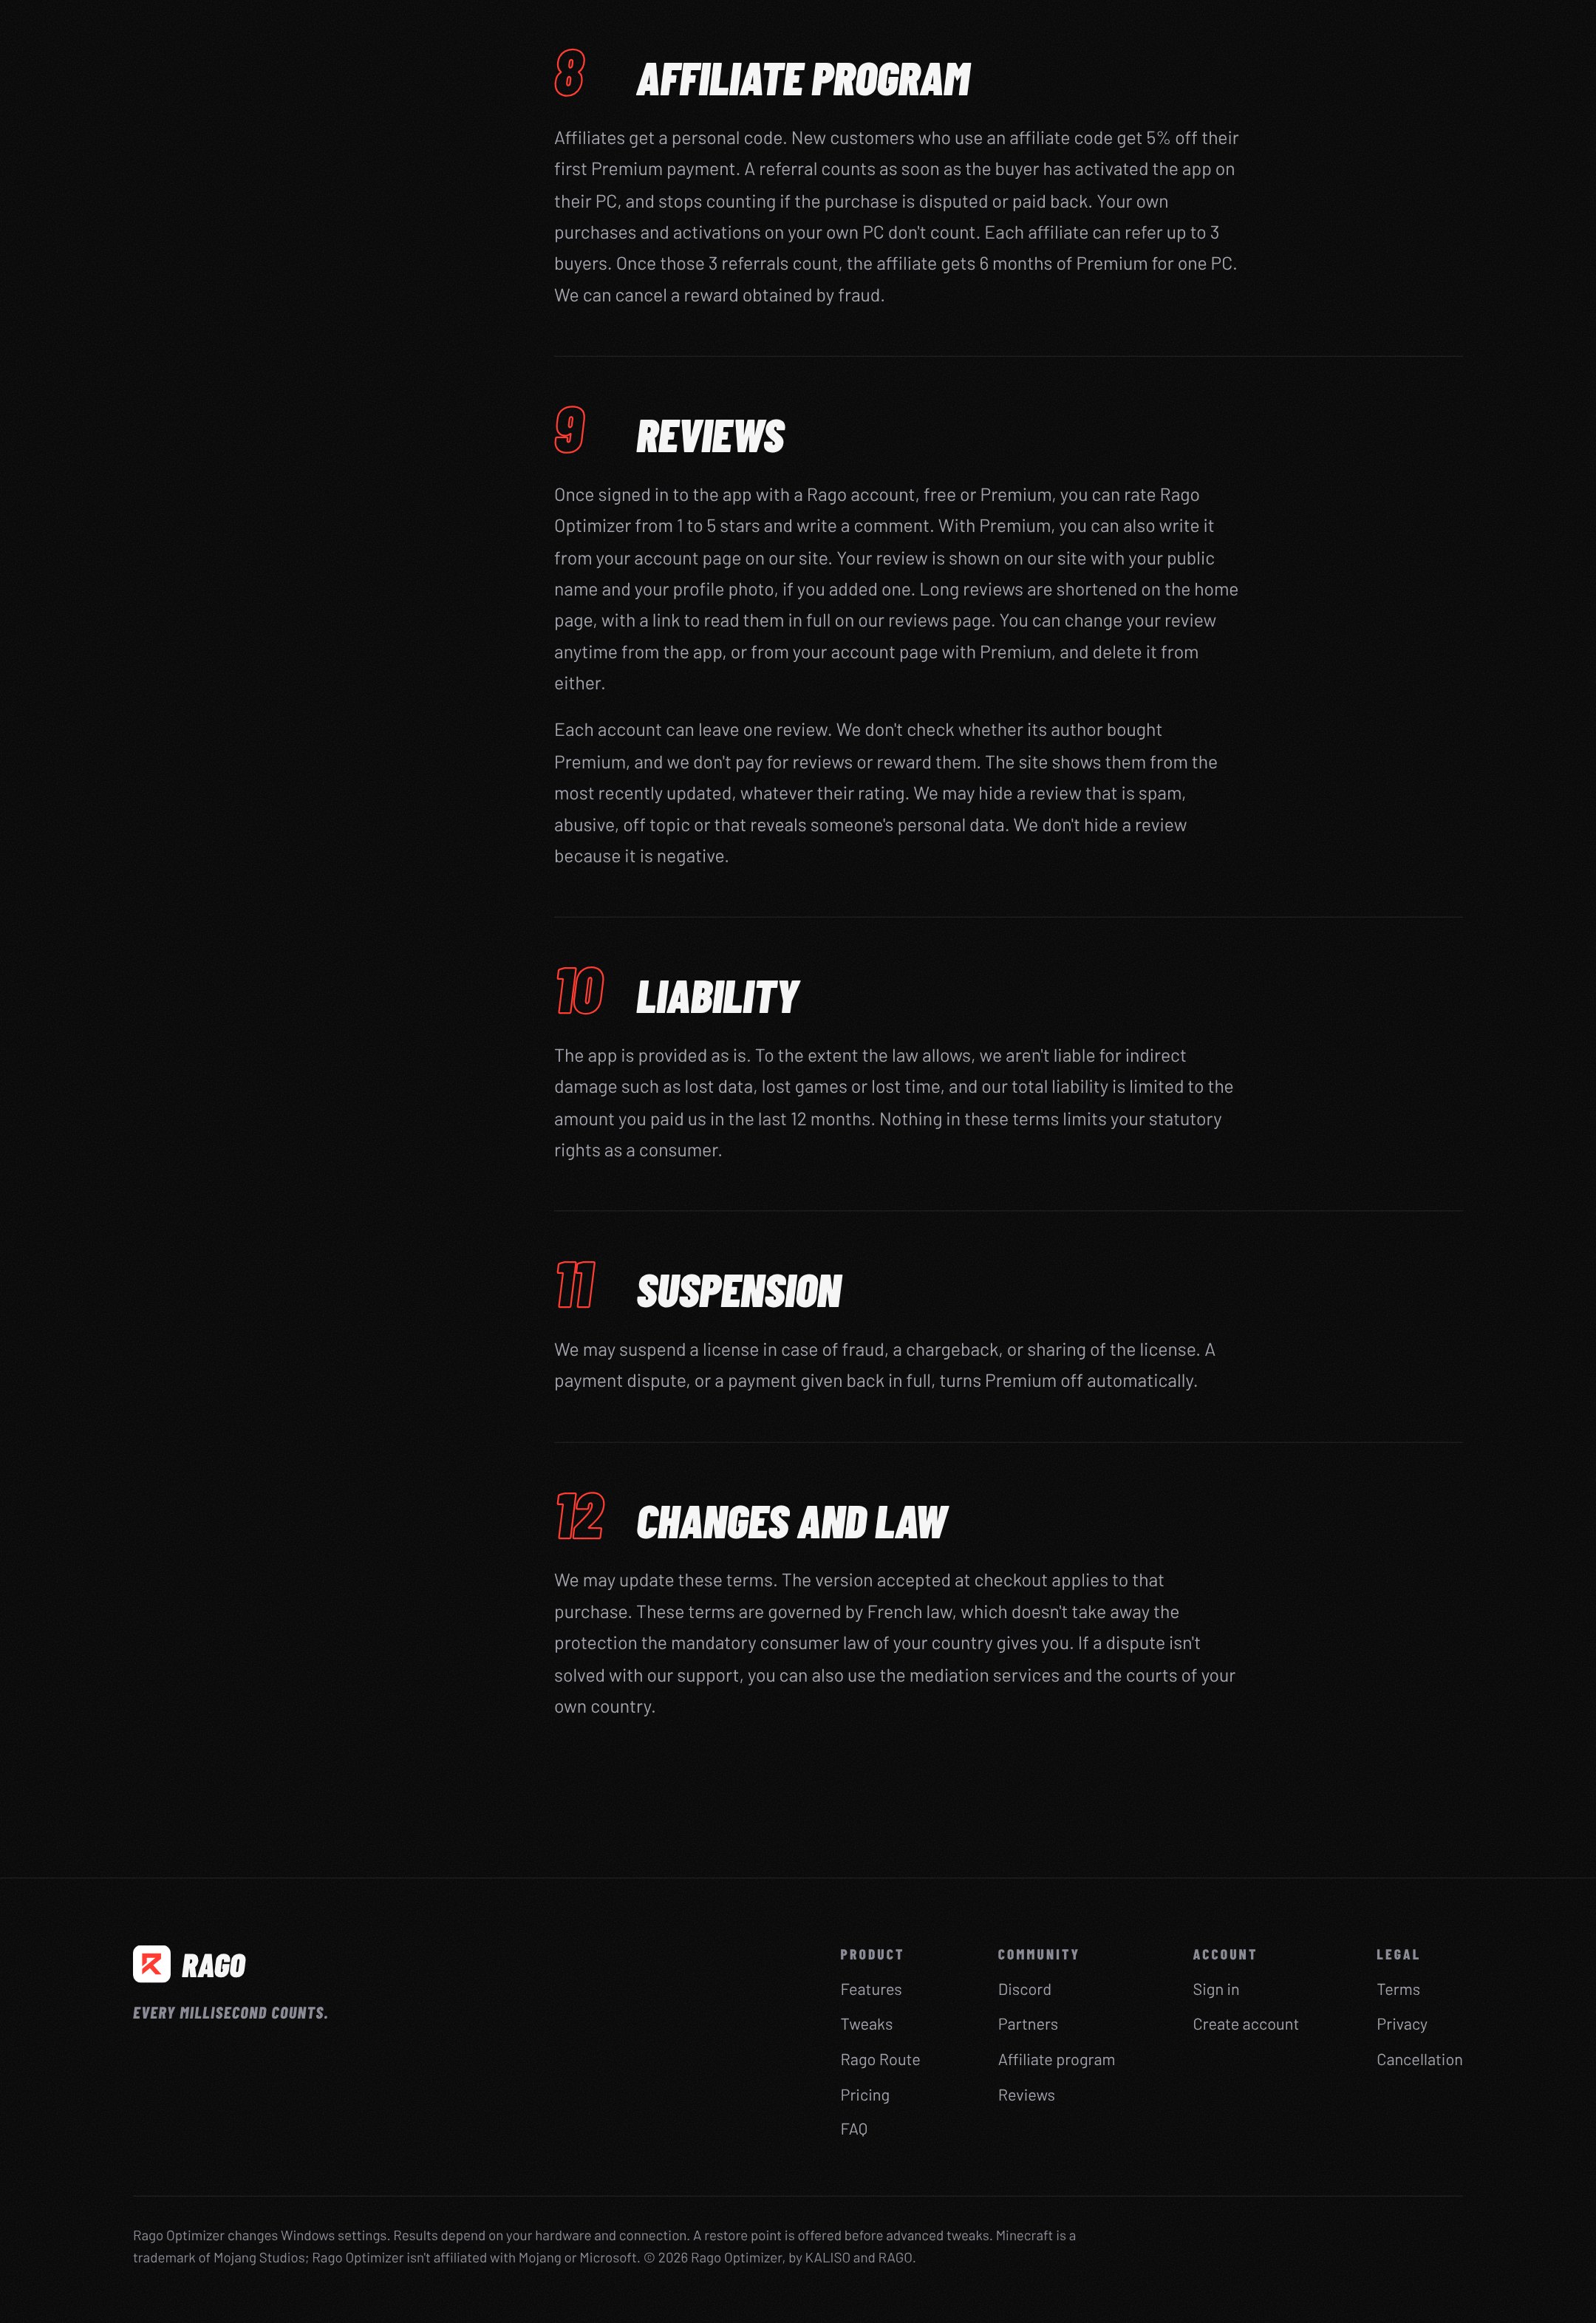 8 AFFILIATE PROGRAM
Affiliates get a personal code. New customers who use an affiliate code get 5% off their
first Premium payment. A referral counts as soon as the buyer has activated the app on
their PC, and stops counting if the purchase is disputed or paid back. Your own
purchases and activations on your own PC don't count. Each affiliate can refer up to 3
buyers. Once those 3 referrals count, the affiliate gets 6 months of Premium for one PC.
We can cancel a reward obtained by fraud.
9 REVIEWS
Once signed in to the app with a Rago account, free or Premium, you can rate Rago
Optimizer from 1 to 5 stars and write a comment. With Premium, you can also write it
from your account page on our site. Your review is shown on our site with your public
name and your profile photo, if you added one. Long reviews are shortened on the home
page, with a link to read them in full on our reviews page. You can change your review
anytime from the app, or from your account page with Premium, and delete it from
either.
Each account can leave one review. We don't check whether its author bought
Premium, and we don't pay for reviews or reward them. The site shows them from the
most recently updated, whatever their rating. We may hide a review that is spam,
abusive, off topic or that reveals someone's personal data. We don't hide a review
because it is negative.
10 LIABILITY
The app is provided as is. To the extent the law allows, we aren't liable for indirect
damage such as lost data, lost games or lost time, and our total liability is limited to the
amount you paid us in the last 12 months. Nothing in these terms limits your statutory
rights as a consumer.
11 SUSPENSION
We may suspend a license in case of fraud, a chargeback, or sharing of the license. A
payment dispute, or a payment given back in full, turns Premium off automatically.
12 CHANGES AND LAW
We may update these terms. The version accepted at checkout applies to that
purchase. These terms are governed by French law, which doesn't take away the
protection the mandatory consumer law of your country gives you. If a dispute isn't
solved with our support, you can also use the mediation services and the courts of your
own country.
RAGO
EVERY MILLISECOND COUNTS.
PRODUCT
Features
Tweaks
Rago Route
Pricing
FAQ
COMMUNITY
Discord
Partners
Affiliate program
Reviews
ACCOUNT
Sign in
Create account
LEGAL
Terms
Privacy
Cancellation
Rago Optimizer changes Windows settings. Results depend on your hardware and connection. A restore point is offered before advanced tweaks. Minecraft is a
trademark of Mojang Studios; Rago Optimizer isn't affiliated with Mojang or Microsoft. © 2026 Rago Optimizer, by KALISO and RAGO.